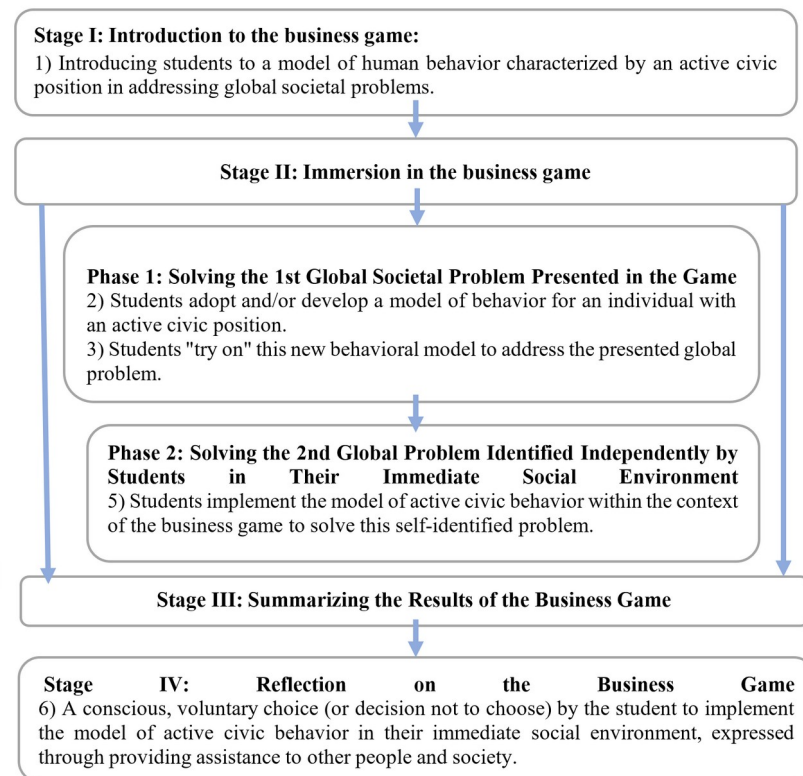 Stage I: Introduction to the business game:
1) Introducing students to a model of human behavior characterized by an active civic
position in addressing global societal problems.
Stage II: Immersion in the business game
Phase 1: Solving the 1st Global Societal Problem Presented in the Game
2) Students adopt and/or develop a model of behavior for an individual with
an active civic position.
3) Students "try on" this new behavioral model to address the presented global
problem.
Phase 2: Solving the 2nd Global Problem Identified Independently by
Students in Their Immediate Social Environment
5) Students implement the model of active civic behavior within the context
of the business game to solve this self-identified problem.
Stage III: Summarizing the Results of the Business Game
Stage IV: Reflection on the Business Game
6) A conscious, voluntary choice (or decision not to choose) by the student to implement
the model of active civic behavior in their immediate social environment, expressed
through providing assistance to other people and society.